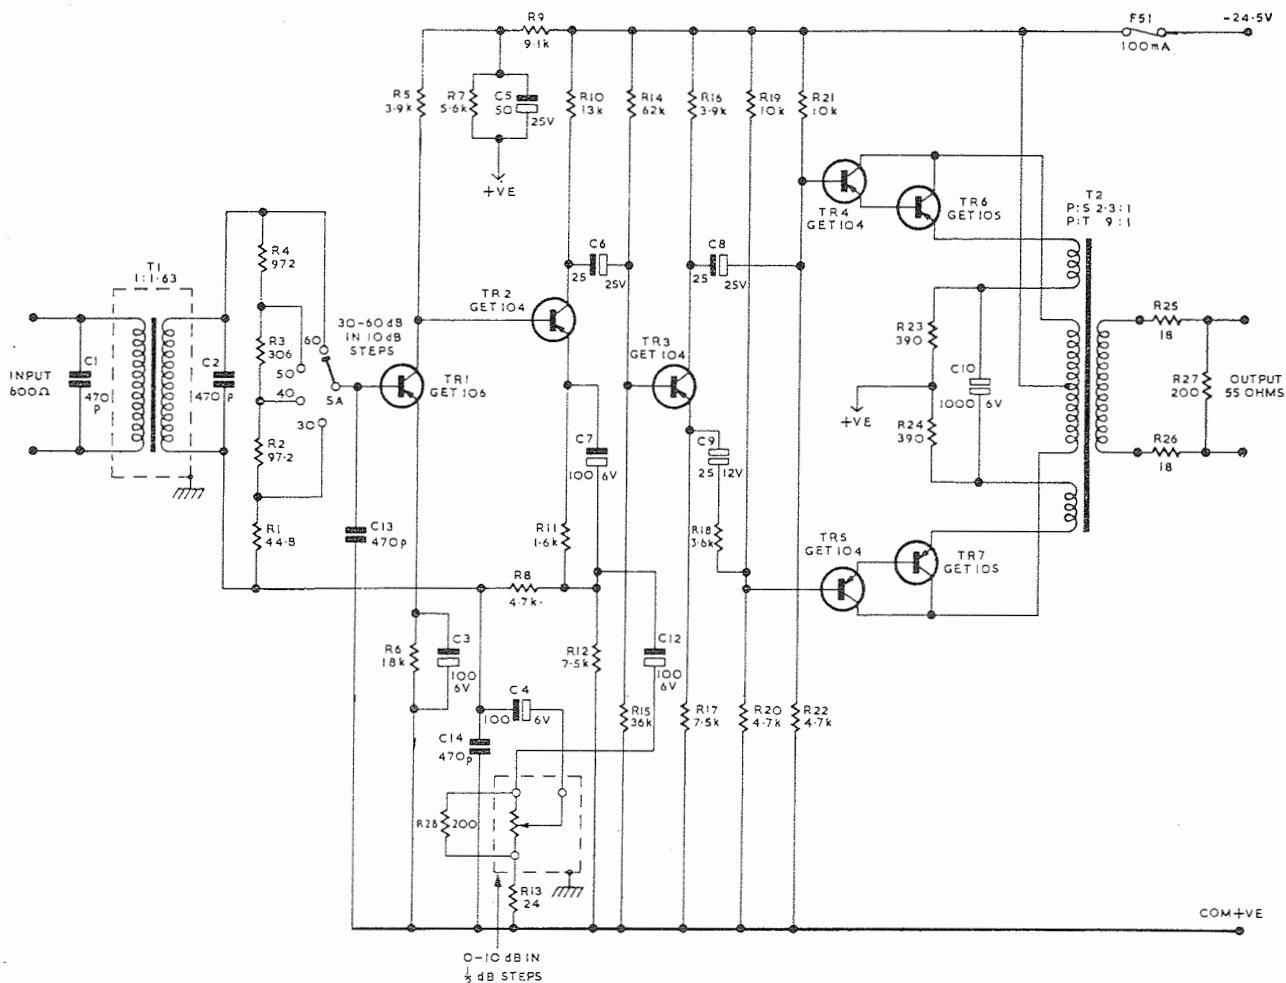 R9
9.1k
FS1
100mA
-24.5V
R5
3.9k
R7
5.6k
C5
50
25V
+VE
R10
13k
R14
62k
R16
3.9k
R19
10k
R21
10k
TR4
GET104
TR6
GET105
T2
P:S 2.3:1
P:T 9:1
R4
972
T1
1:1.63
C6
25
25V
C8
25
25V
TR2
GET104
30-60dB
IN 10dB
STEPS
R3
306
60
50
40
30
SA
TR1
GET106
TR3
GET104
INPUT
600Ω
C1
470
p
C2
470 p
R2
97.2
R1
44.8
R23
390
+VE
R24
390
C10
1000
6V
R25
18
R27
200
OUTPUT
55 OHMS
R26
18
C7
100
6V
C9
25
12V
C13
470p
R11
1.6k
R18
3.6k
TR5
GET104
TR7
GET105
R8
4.7k
R6
18k
C3
100
6V
R12
7.5k
C12
100
6V
C4
100
6V
C14
470p
R15
36k
R17
7.5k
R20
4.7k
R22
4.7k
R28
200
R13
24
COM+VE
0-10 dB IN
⅓ dB STEPS